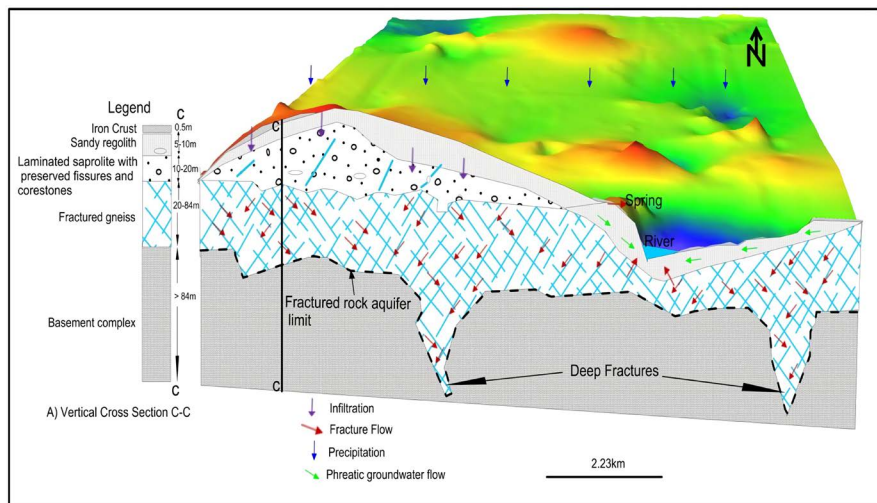 N
Legend
C
Iron Crust
0.5m
Sandy regolith
5-10m
Laminated saprolite with
preserved fissures and
corestones
10-20m
Fractured gneiss
20-84m
Basement complex
> 84m
C
A) Vertical Cross Section C-C
C
C
Spring
River
Fractured rock aquifer
limit
Deep Fractures
Infiltration
Fracture Flow
Precipitation
Phreatic groundwater flow
2.23km